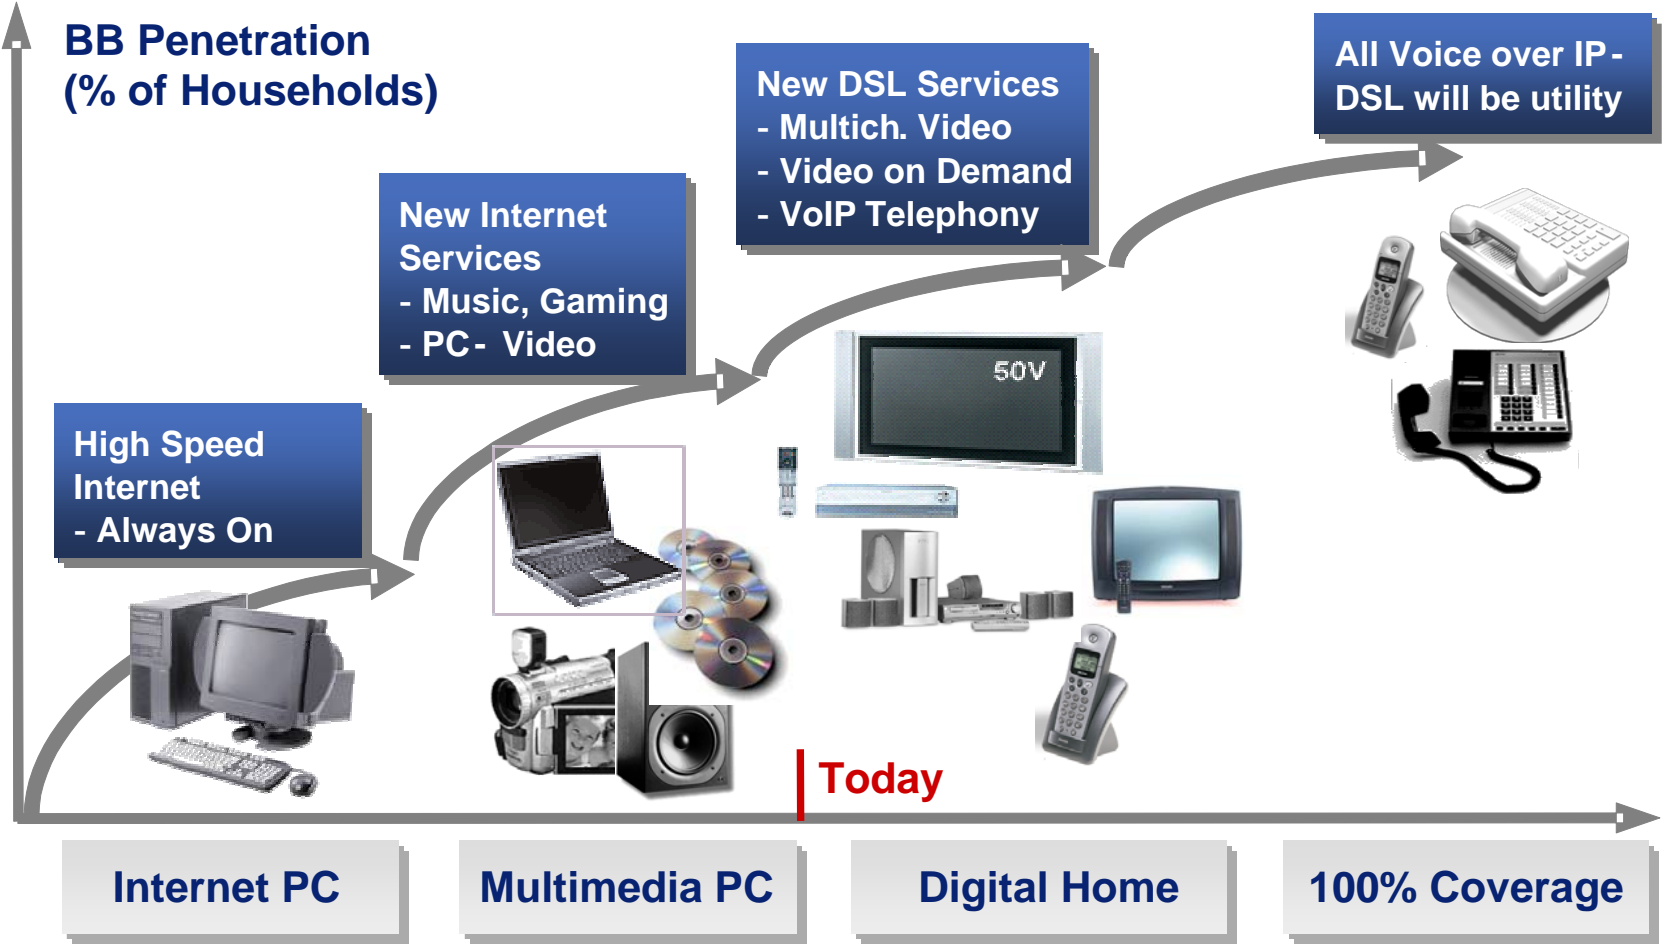 BB Penetration
(% of Households)
All Voice over IP-
DSL will be utility
New DSL Services
- Multich. Video
- Video on Demand
- VoIP Telephony
New Internet
Services
- Music, Gaming
- PC- Video
High Speed
Internet
- Always On
50V
Today
Internet PC
Multimedia PC
Digital Home
100% Coverage